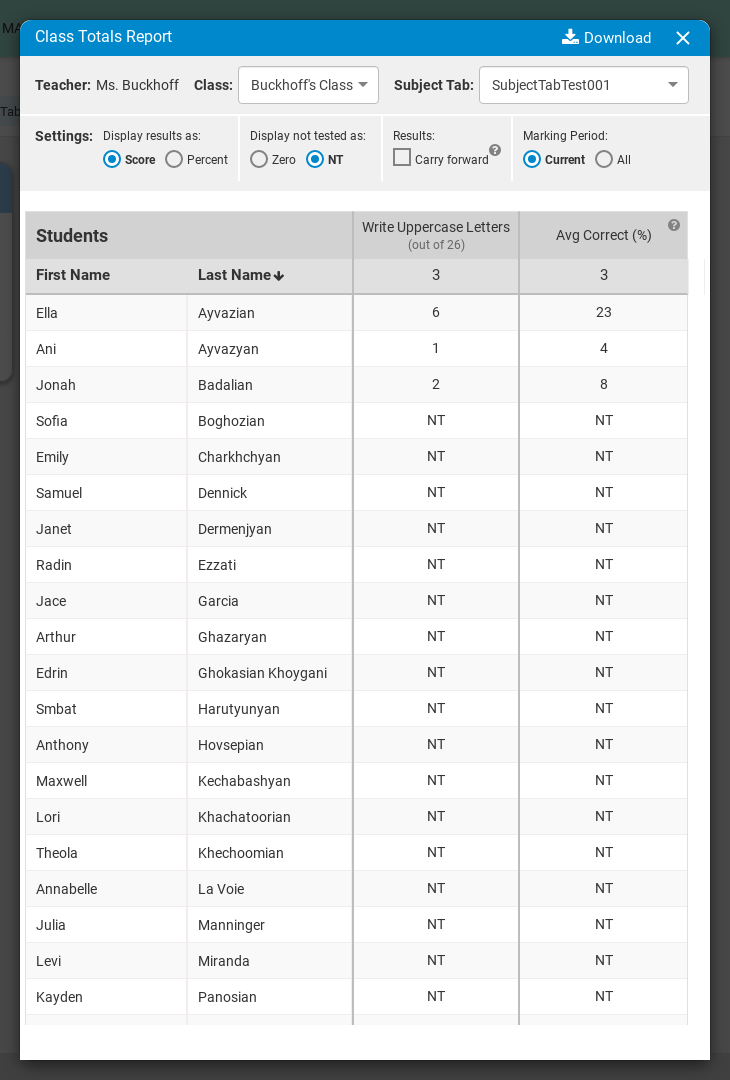 MA
Tab
Class Totals Report Download
Teacher: Ms. Buckhoff Class: Buckhoff's Class Subject Tab: SubjectTabTest001
Settings: Display results as: Display not tested as: Results: Marking Period:
Score Percent Zero NT Carry forward ? Current All
Students Write Uppercase Letters (out of 26) Avg Correct (%) ?
First Name Last Name 3 3
Ella Ayvazian 6 23
Ani Ayvazyan 1 4
Jonah Badalian 2 8
Sofia Boghozian NT NT
Emily Charkhchyan NT NT
Samuel Dennick NT NT
Janet Dermenjyan NT NT
Radin Ezzati NT NT
Jace Garcia NT NT
Arthur Ghazaryan NT NT
Edrin Ghokasian Khoygani NT NT
Smbat Harutyunyan NT NT
Anthony Hovsepian NT NT
Maxwell Kechabashyan NT NT
Lori Khachatoorian NT NT
Theola Khechoomian NT NT
Annabelle La Voie NT NT
Julia Manninger NT NT
Levi Miranda NT NT
Kayden Panosian NT NT